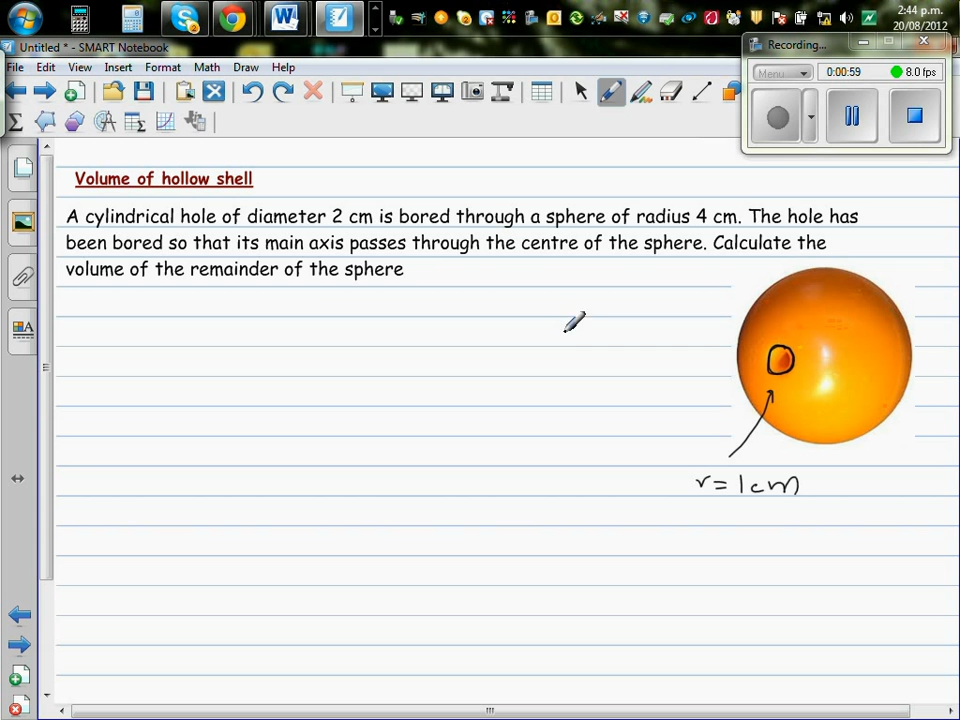 2:44 p.m.
20/08/2012
Untitled * - SMART Notebook
Recording...
File Edit View Insert Format Math Draw Help
Menu 0:00:59 8.0 fps
Volume of hollow shell
A cylindrical hole of diameter 2 cm is bored through a sphere of radius 4 cm. The hole has
been bored so that its main axis passes through the centre of the sphere. Calculate the
volume of the remainder of the sphere
r = 1cm